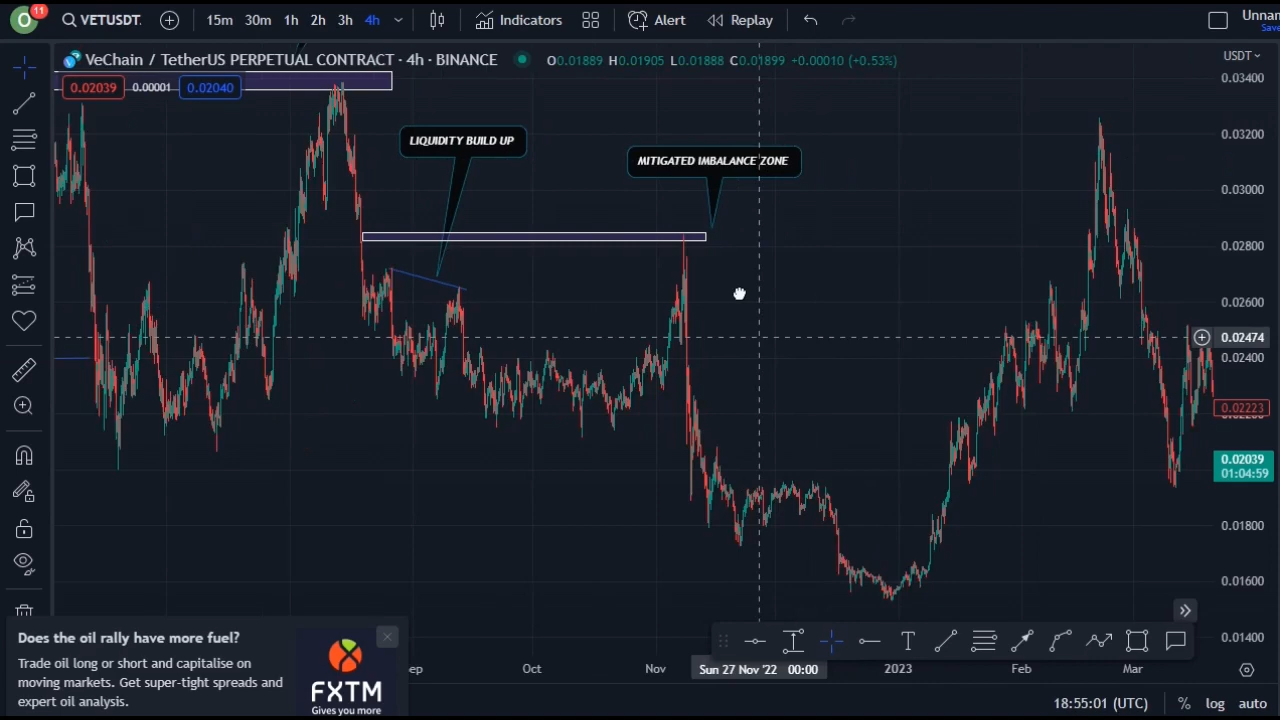 11
VETUSDT.
15m 30m 1h 2h 3h 4h
Indicators
Alert
Replay
Unnan
Save
VeChain / TetherUS PERPETUAL CONTRACT · 4h · BINANCE
O0.01889 H0.01905 L0.01888 C0.01899 +0.00010 (+0.53%)
USDT
0.02039 0.00001 0.02040
LIQUIDITY BUILD UP
MITIGATED IMBALANCE ZONE
0.03400
0.03200
0.03000
0.02800
0.02600
0.02474
0.02400
0.02223
0.02039
01:04:59
0.01800
0.01600
0.01400
Does the oil rally have more fuel?
Trade oil long or short and capitalise on
moving markets. Get super-tight spreads and
expert oil analysis.
FXTM
Gives you more
ep Oct Nov Sun 27 Nov '22 00:00 2023 Feb Mar
18:55:01 (UTC) % log auto